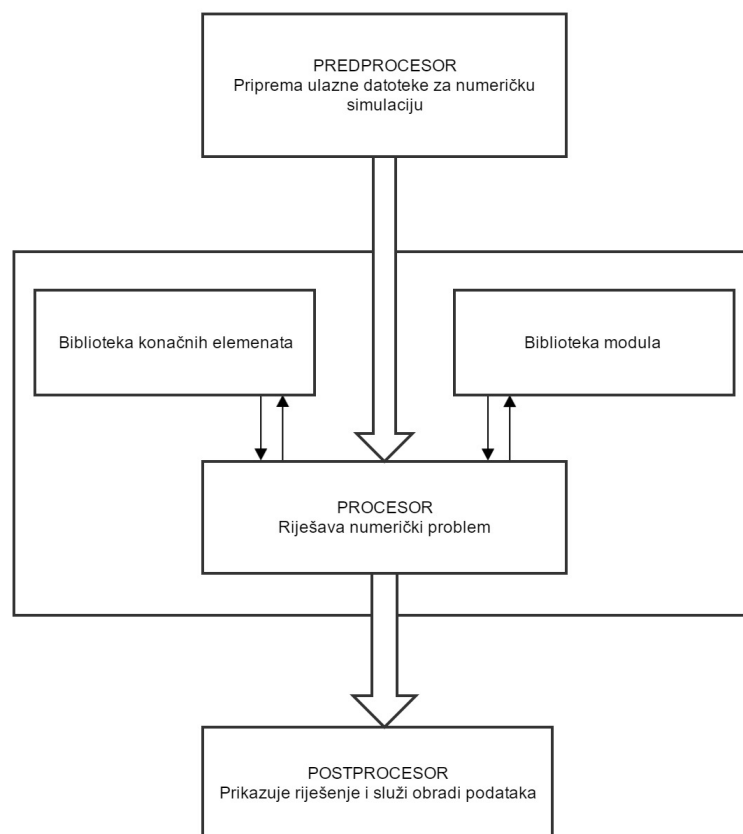 PREDPROCESOR
Priprema ulazne datoteke za numeričku
simulaciju
Biblioteka konačnih elemenata
Biblioteka modula
PROCESOR
Riješava numerički problem
POSTPROCESOR
Prikazuje riješenje i služi obradi podataka